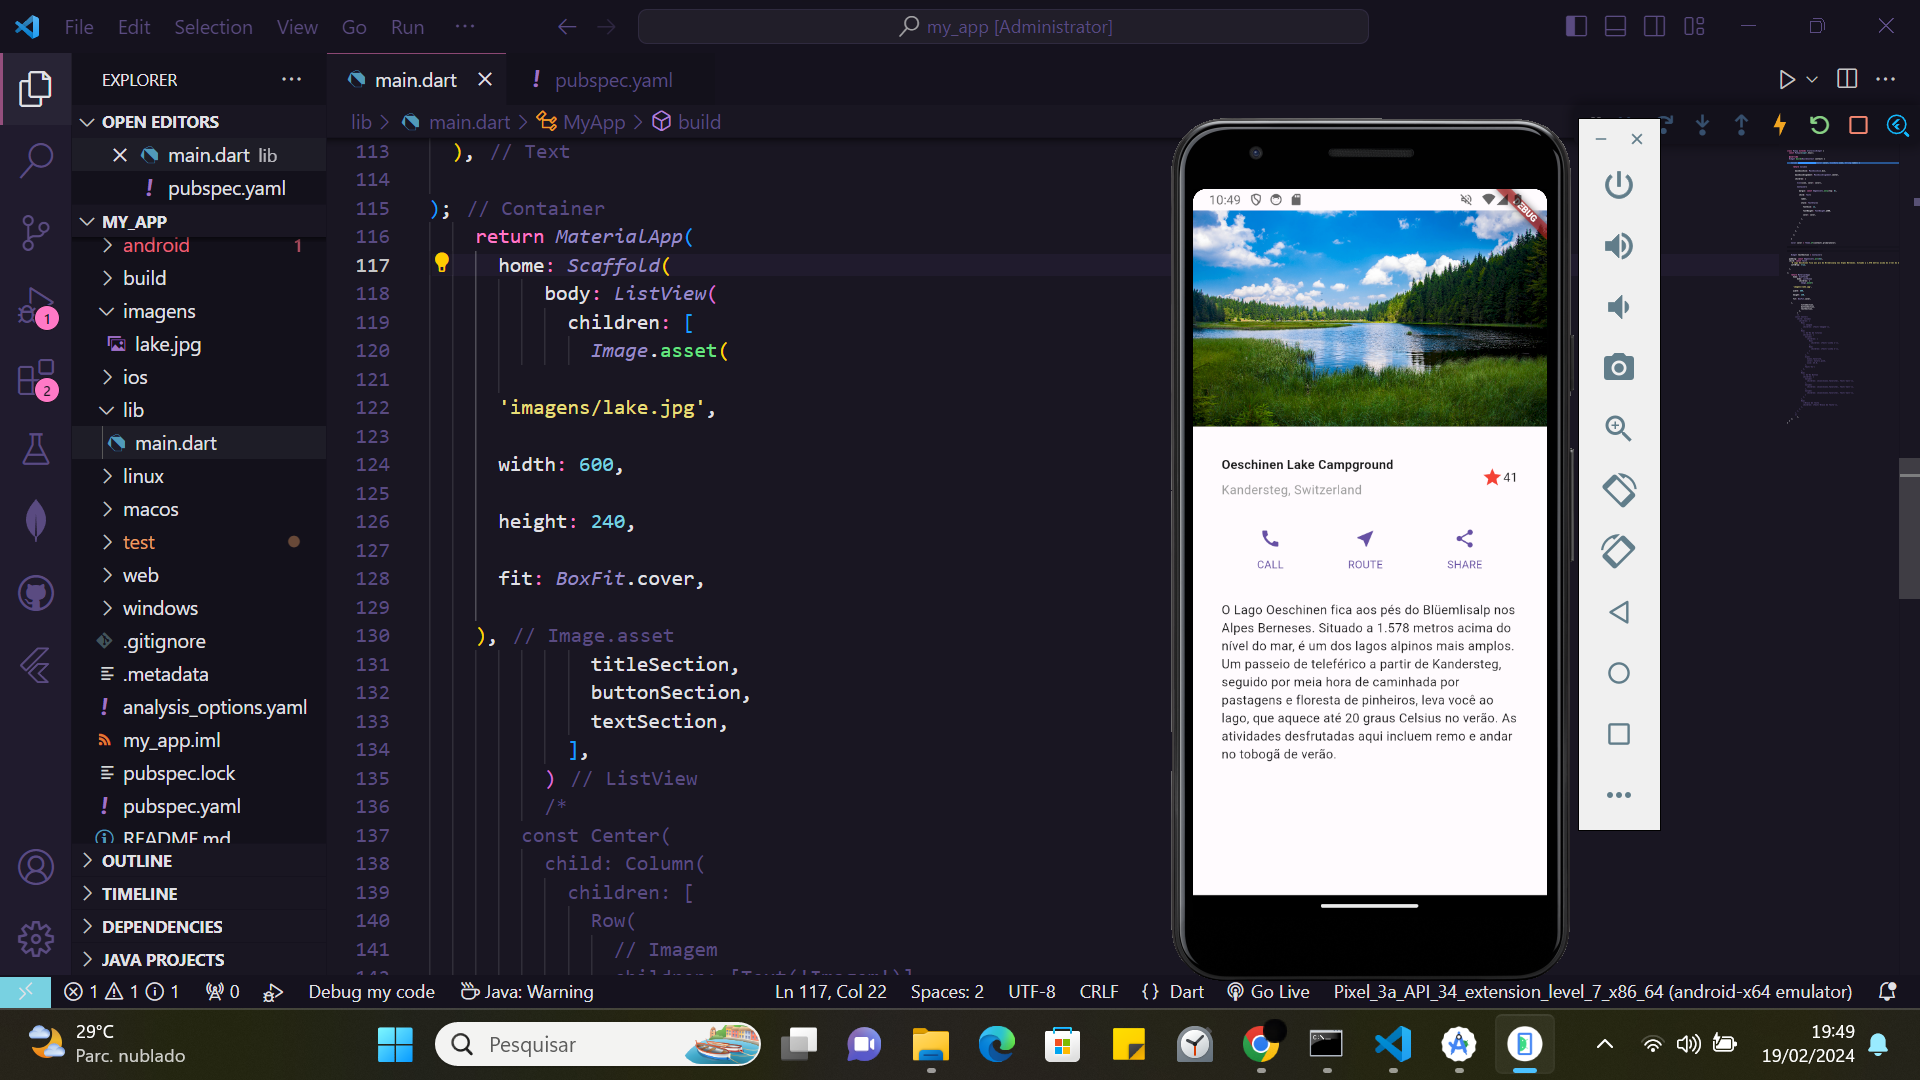 File Edit Selection View Go Run ···
my_app [Administrator]
EXPLORER
main.dart
! pubspec.yaml
OPEN EDITORS
main.dart lib
! pubspec.yaml
MY_APP
android 1
build
imagens
lake.jpg
ios
lib
main.dart
linux
macos
test
web
windows
.gitignore
.metadata
! analysis_options.yaml
my_app.iml
pubspec.lock
! pubspec.yaml
README.md
OUTLINE
TIMELINE
DEPENDENCIES
JAVA PROJECTS
1
2
lib > main.dart > MyApp > build
113 ), // Text
114
115 ); // Container
116 return MaterialApp(
117 home: Scaffold(
118 body: ListView(
119 children: [
120 Image.asset(
121
122 'imagens/lake.jpg',
123
124 width: 600,
125
126 height: 240,
127
128 fit: BoxFit.cover,
129
130 ), // Image.asset
131 titleSection,
132 buttonSection,
133 textSection,
134 ],
135 ) // ListView
136 /*
137 const Center(
138 child: Column(
139 children: [
140 Row(
141 // Imagem
142 children: [Text('Imagem')]
10:49
DEBUG
Oeschinen Lake Campground
Kandersteg, Switzerland
41
CALL ROUTE SHARE
O Lago Oeschinen fica aos pés do Blüemlisalp nos
Alpes Berneses. Situado a 1.578 metros acima do
nível do mar, é um dos lagos alpinos mais amplos.
Um passeio de teleférico a partir de Kandersteg,
seguido por meia hora de caminhada por
pastagens e floresta de pinheiros, leva você ao
lago, que aquece até 20 graus Celsius no verão. As
atividades desfrutadas aqui incluem remo e andar
no tobogã de verão.
1 1 1 0 Debug my code Java: Warning
Ln 117, Col 22 Spaces: 2 UTF-8 CRLF {} Dart Go Live Pixel_3a_API_34_extension_level_7_x86_64 (android-x64 emulator)
29°C
Parc. nublado
Pesquisar
19:49
19/02/2024